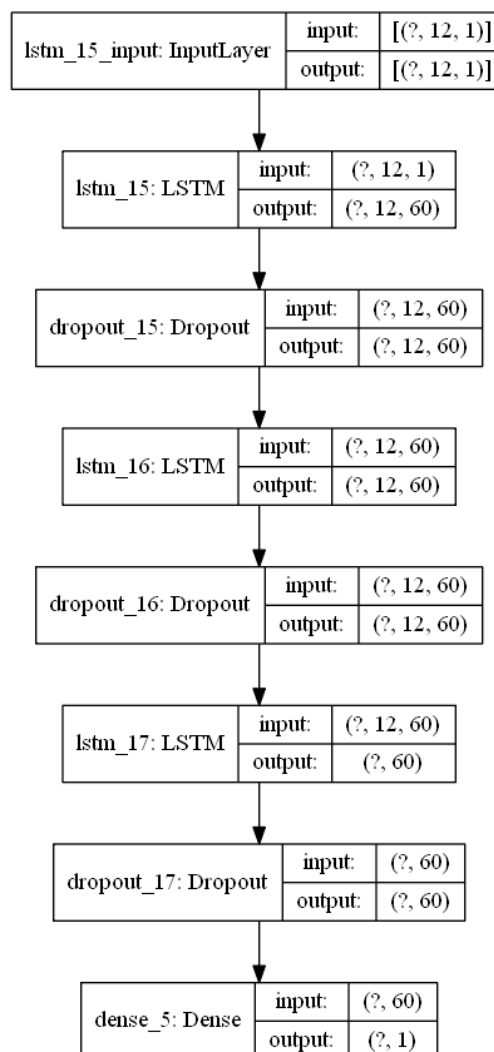 lstm_15_input: InputLayer
input: [(?, 12, 1)]
output: [(?, 12, 1)]
lstm_15: LSTM
input: (?, 12, 1)
output: (?, 12, 60)
dropout_15: Dropout
input: (?, 12, 60)
output: (?, 12, 60)
lstm_16: LSTM
input: (?, 12, 60)
output: (?, 12, 60)
dropout_16: Dropout
input: (?, 12, 60)
output: (?, 12, 60)
lstm_17: LSTM
input: (?, 12, 60)
output: (?, 60)
dropout_17: Dropout
input: (?, 60)
output: (?, 60)
dense_5: Dense
input: (?, 60)
output: (?, 1)